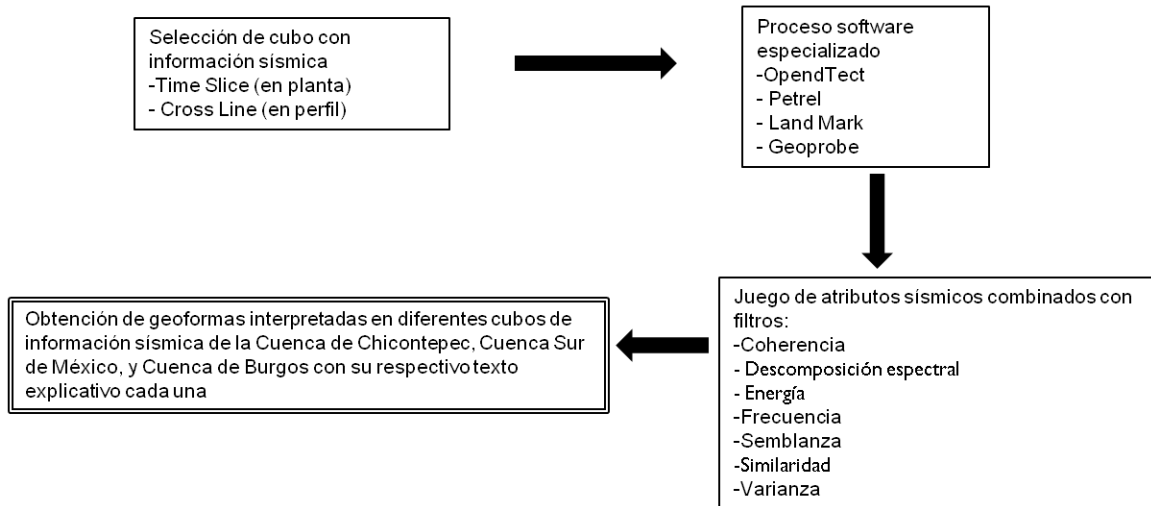 Selección de cubo con
información sísmica
-Time Slice (en planta)
- Cross Line (en perfil)
Proceso software
especializado
-OpendTect
- Petrel
- Land Mark
- Geoprobe
Juego de atributos sísmicos combinados con
filtros:
-Coherencia
- Descomposición espectral
- Energía
-Frecuencia
-Semblanza
-Similaridad
-Varianza
Obtención de geoformas interpretadas en diferentes cubos de
información sísmica de la Cuenca de Chicontepec, Cuenca Sur
de México, y Cuenca de Burgos con su respectivo texto
explicativo cada una